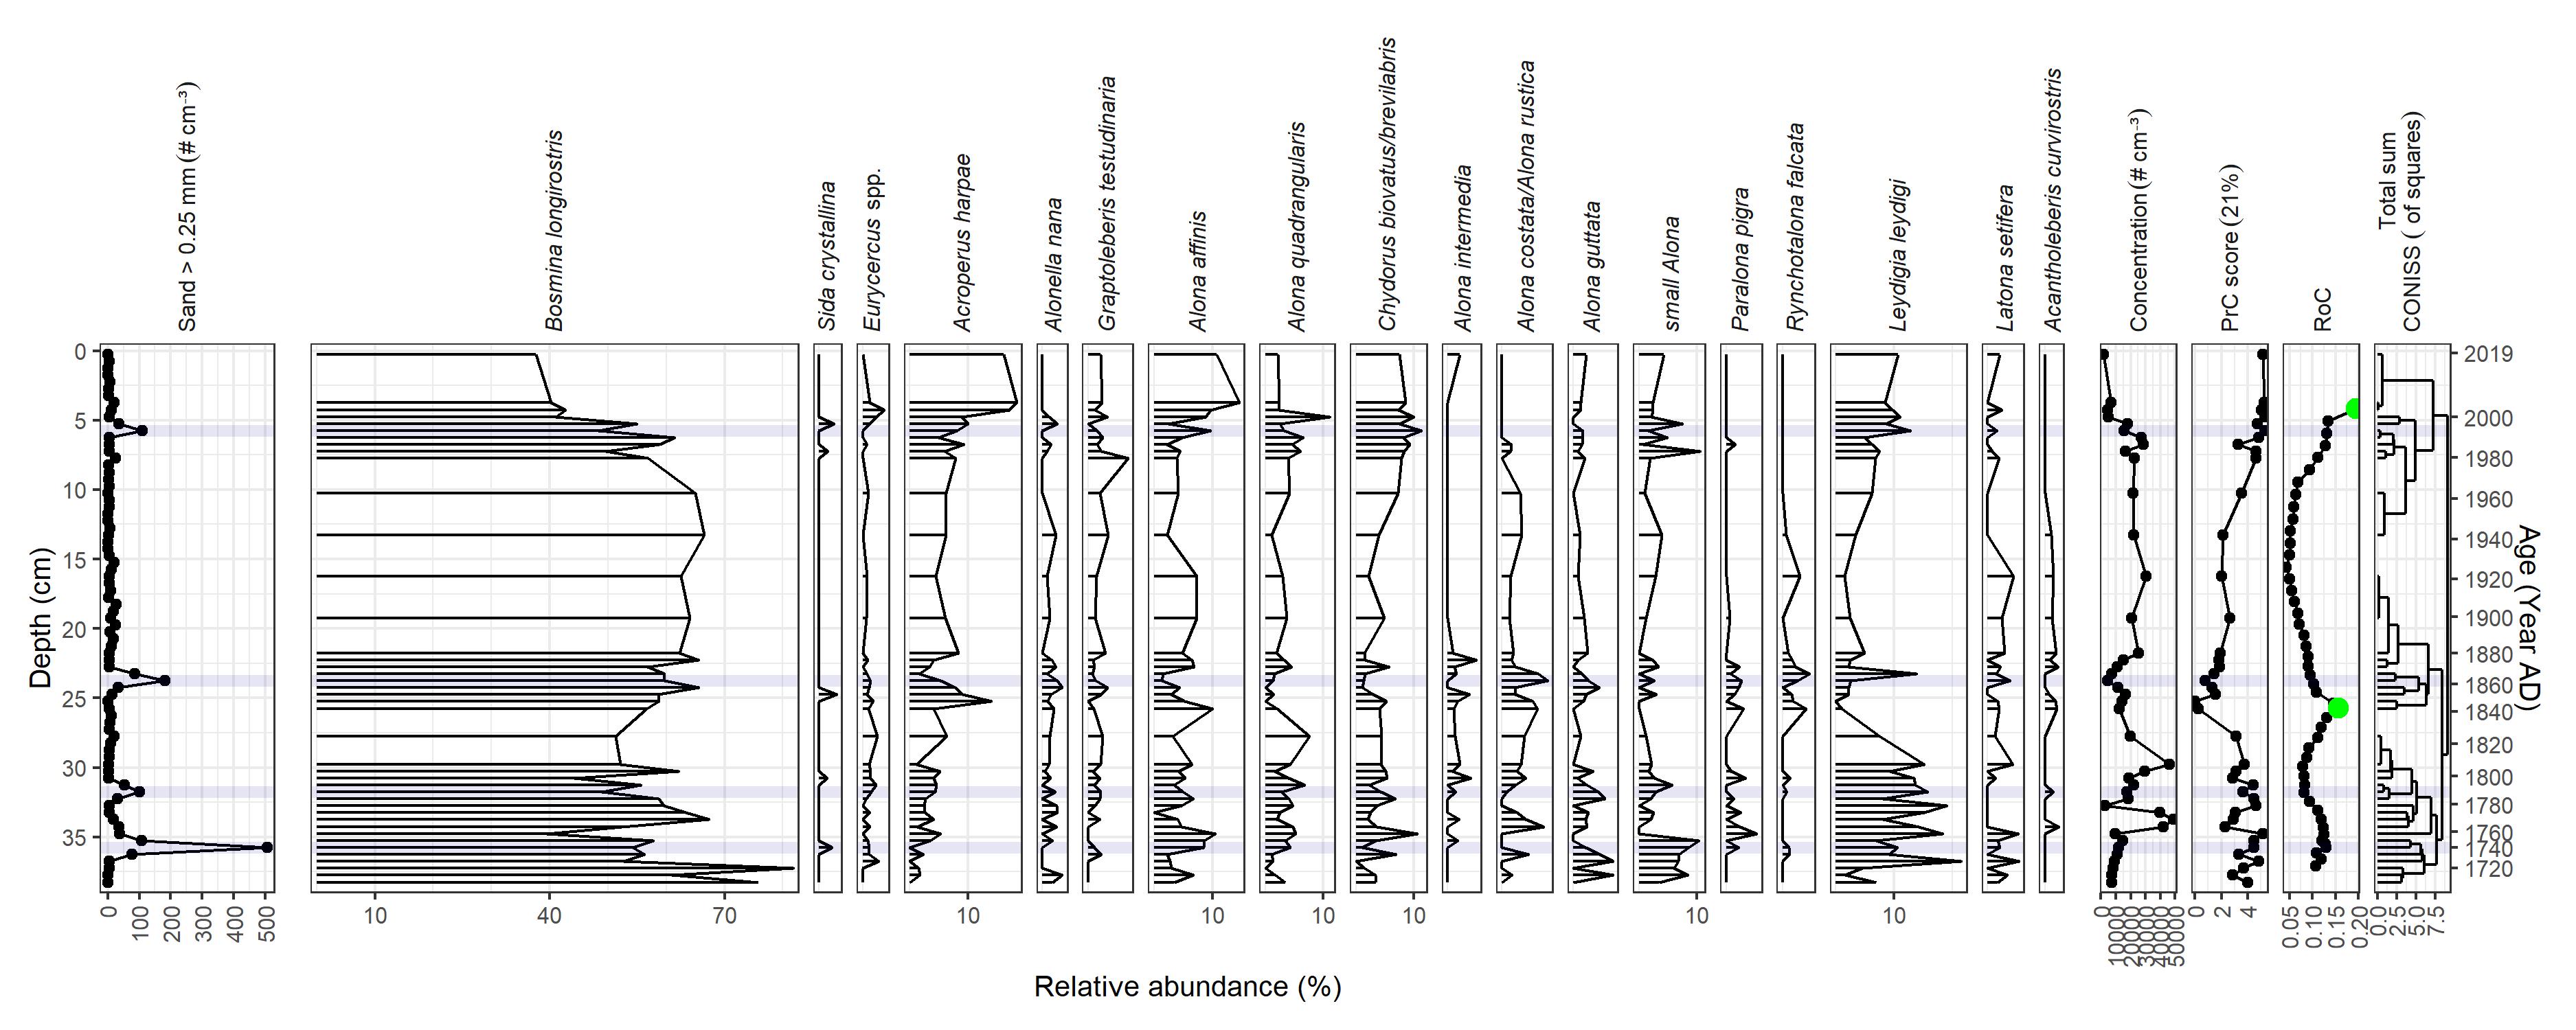 Sand > 0.25 mm (# cm⁻³)
Bosmina longirostris
Sida crystallina
Eurycercus spp.
Acroperus harpae
Alonella nana
Graptoleberis testudinaria
Alona affinis
Alona quadrangularis
Chydorus biovatus/brevilabris
Alona intermedia
Alona costata/Alona rustica
Alona guttata
small Alona
Paralona pigra
Rynchotalona falcata
Leydigia leydigi
Latona setifera
Acantholeberis curvirostris
Concentration (# cm⁻³)
PrC score (21%)
RoC
Total sum
CONISS ( of squares)
Depth (cm)
0
5
10
15
20
25
30
35
2019
2000
1980
1960
1940
1920
1900
1880
1860
1840
1820
1800
1780
1760
1740
1720
Age (Year AD)
0 100 200 300 400 500
10 40 70
10
10
10
10
10
10
0 10000 20000 30000 40000 50000
0 2 4
0.05 0.10 0.15 0.20
0.0 2.5 5.0 7.5
Relative abundance (%)